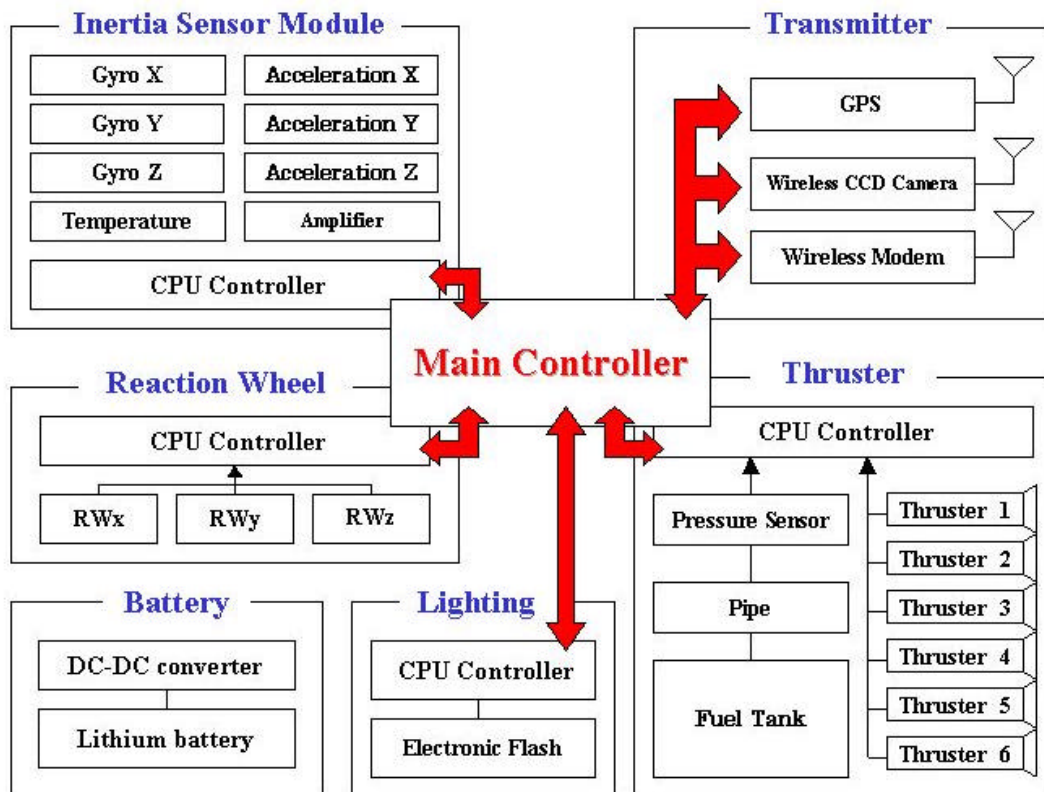 Inertia Sensor Module
Gyro X
Acceleration X
Gyro Y
Acceleration Y
Gyro Z
Acceleration Z
Temperature
Amplifier
CPU Controller
Transmitter
GPS
Wireless CCD Camera
Wireless Modem
Main Controller
Reaction Wheel
CPU Controller
RWx
RWy
RWz
Thruster
CPU Controller
Pressure Sensor
Pipe
Fuel Tank
Thruster 1
Thruster 2
Thruster 3
Thruster 4
Thruster 5
Thruster 6
Battery
DC-DC converter
Lithium battery
Lighting
CPU Controller
Electronic Flash